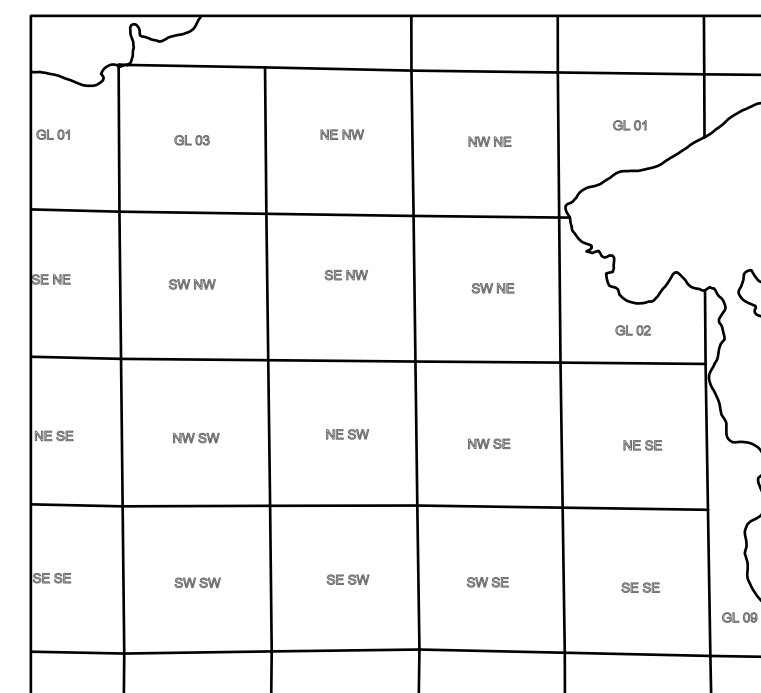 GL 01
GL 03
NE NW
NW NE
GL 01
SE NE
SW NW
SE NW
SW NE
GL 02
NE SE
NW SW
NE SW
NW SE
NE SE
SE SE
SW SW
SE SW
SW SE
SE SE
GL 09